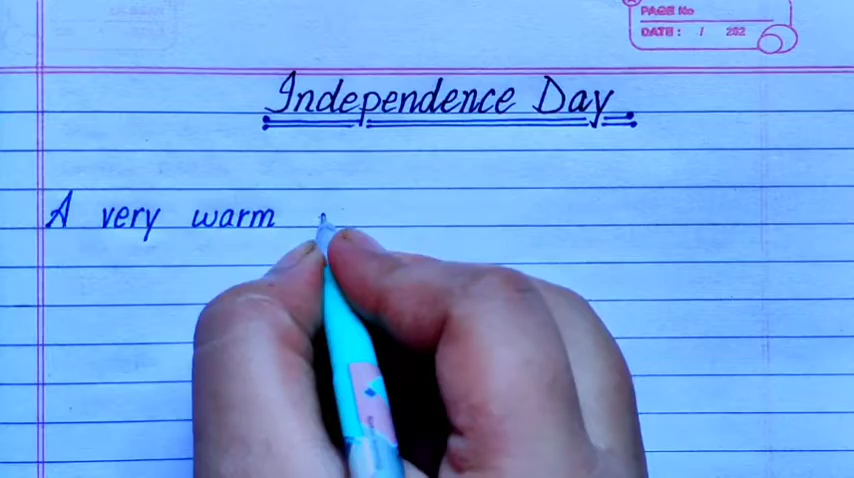 PAGE No
DATE: / 202
Independence Day
A very warm